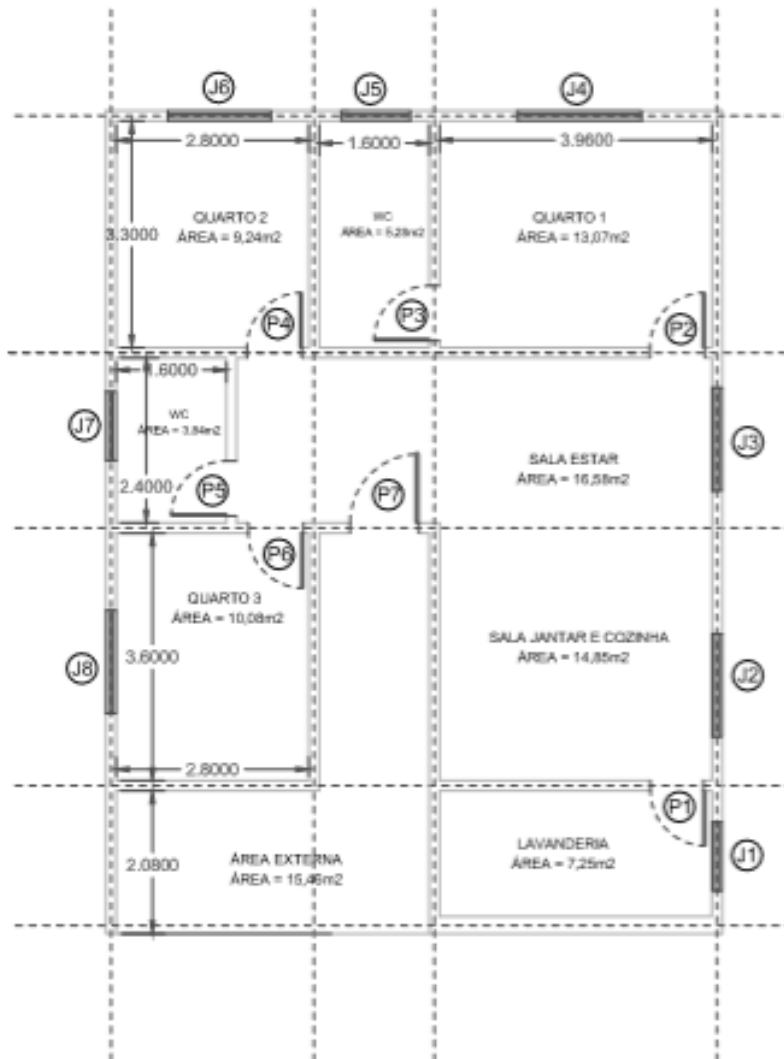 J6
J5
J4
2.8000
1.6000
3.9600
QUARTO 2
ÁREA = 9,24m2
WC
ÁREA = 5,28m2
QUARTO 1
ÁREA = 13,07m2
3.3000
P4
P3
P2
1.6000
J7
WC
ÁREA = 3,84m2
J3
SALA ESTAR
ÁREA = 16,58m2
2.4000
P5
P7
P6
QUARTO 3
ÁREA = 10,08m2
SALA JANTAR E COZINHA
ÁREA = 14,85m2
J8
3.6000
J2
2.8000
P1
2.0800
ÁREA EXTERNA
ÁREA = 15,46m2
LAVANDERIA
ÁREA = 7,25m2
J1